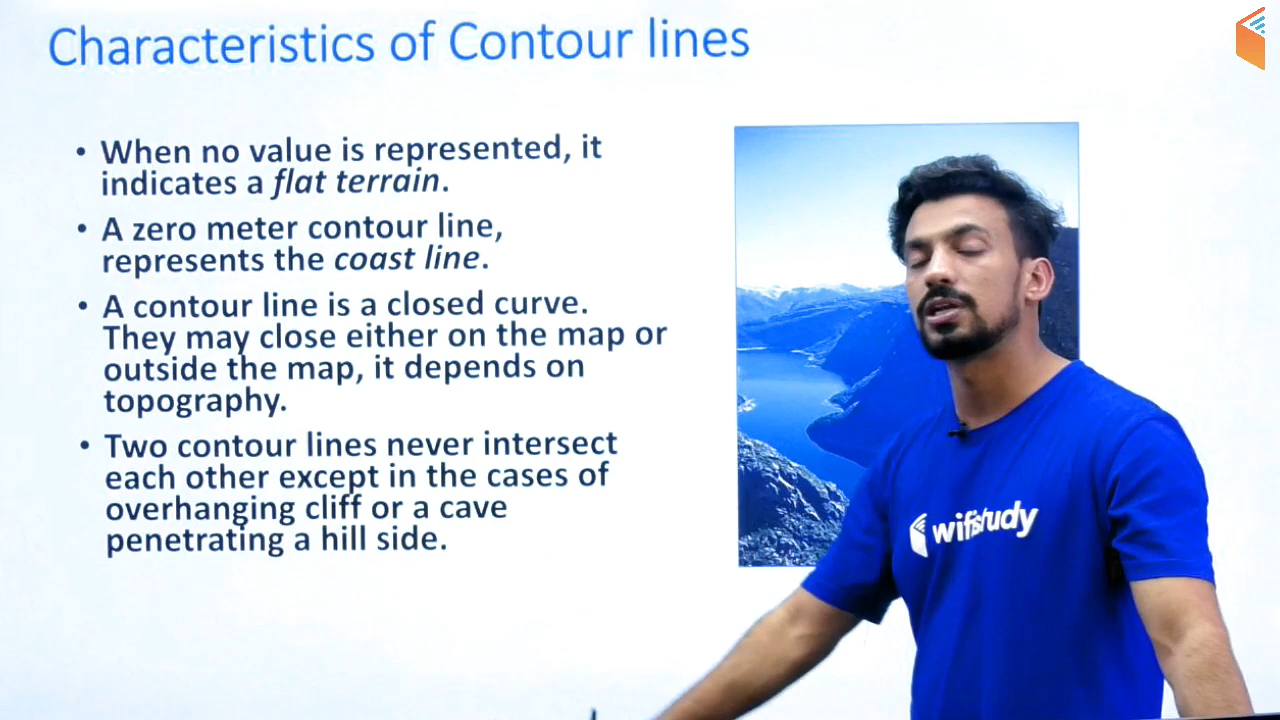 Characteristics of Contour lines
• When no value is represented, it
indicates a flat terrain.
• A zero meter contour line,
represents the coast line.
• A contour line is a closed curve.
They may close either on the map or
outside the map, it depends on
topography.
• Two contour lines never intersect
each other except in the cases of
overhanging cliff or a cave
penetrating a hill side.
wifistudy